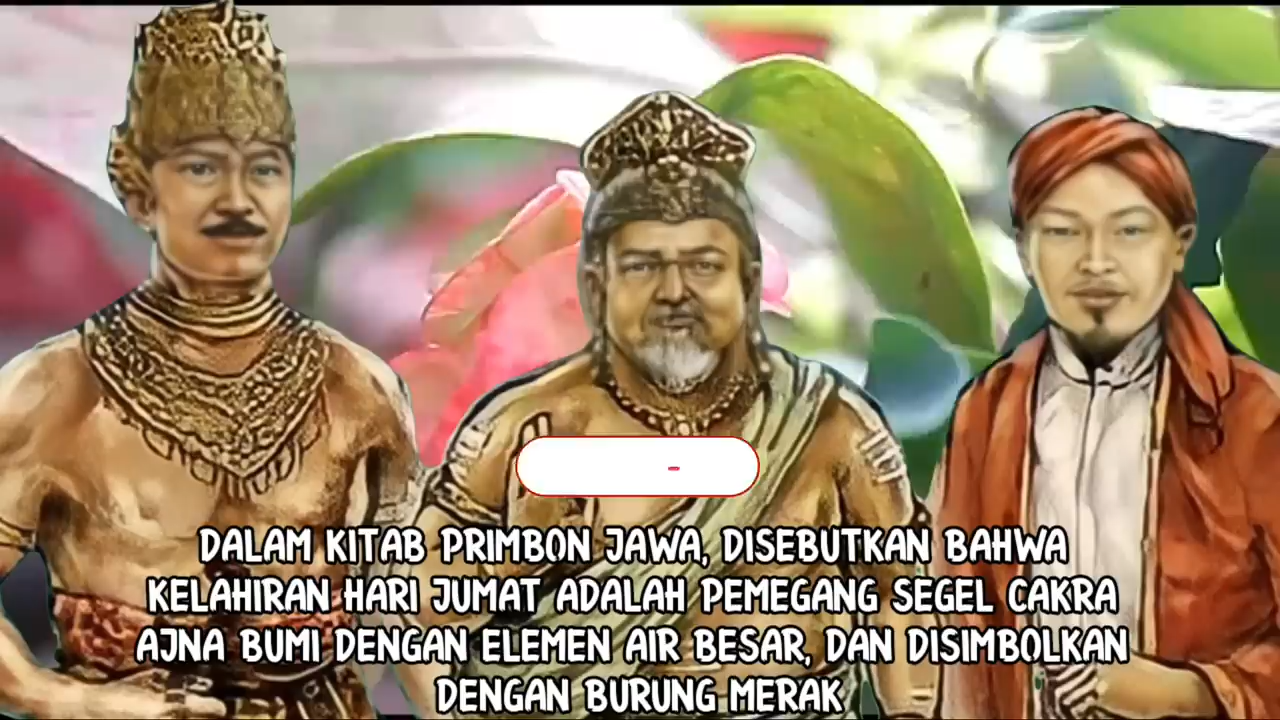 DALAM KITAB PRIMBON JAWA, DISEBUTKAN BAHWA
KELAHIRAN HARI JUMAT ADALAH PEMEGANG SEGEL CAKRA
AJNA BUMI DENGAN ELEMEN AIR BESAR, DAN DISIMBOLKAN
DENGAN BURUNG MERAK